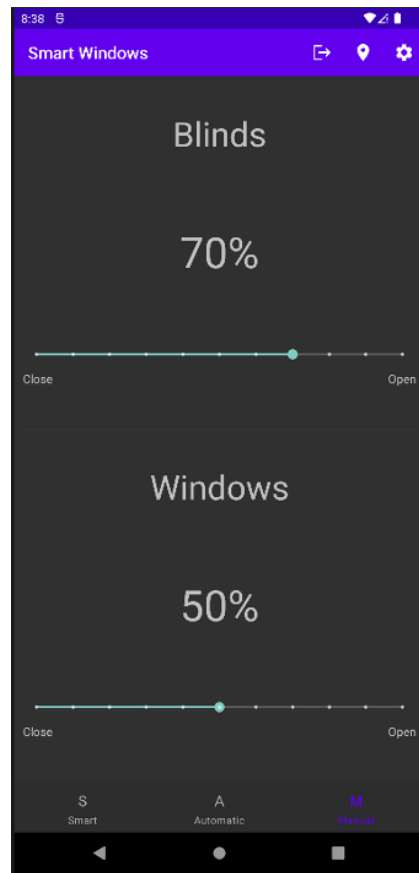 8:38
Smart Windows
Blinds
70%
Close Open
Windows
50%
Close Open
S A M
Smart Automatic Manual